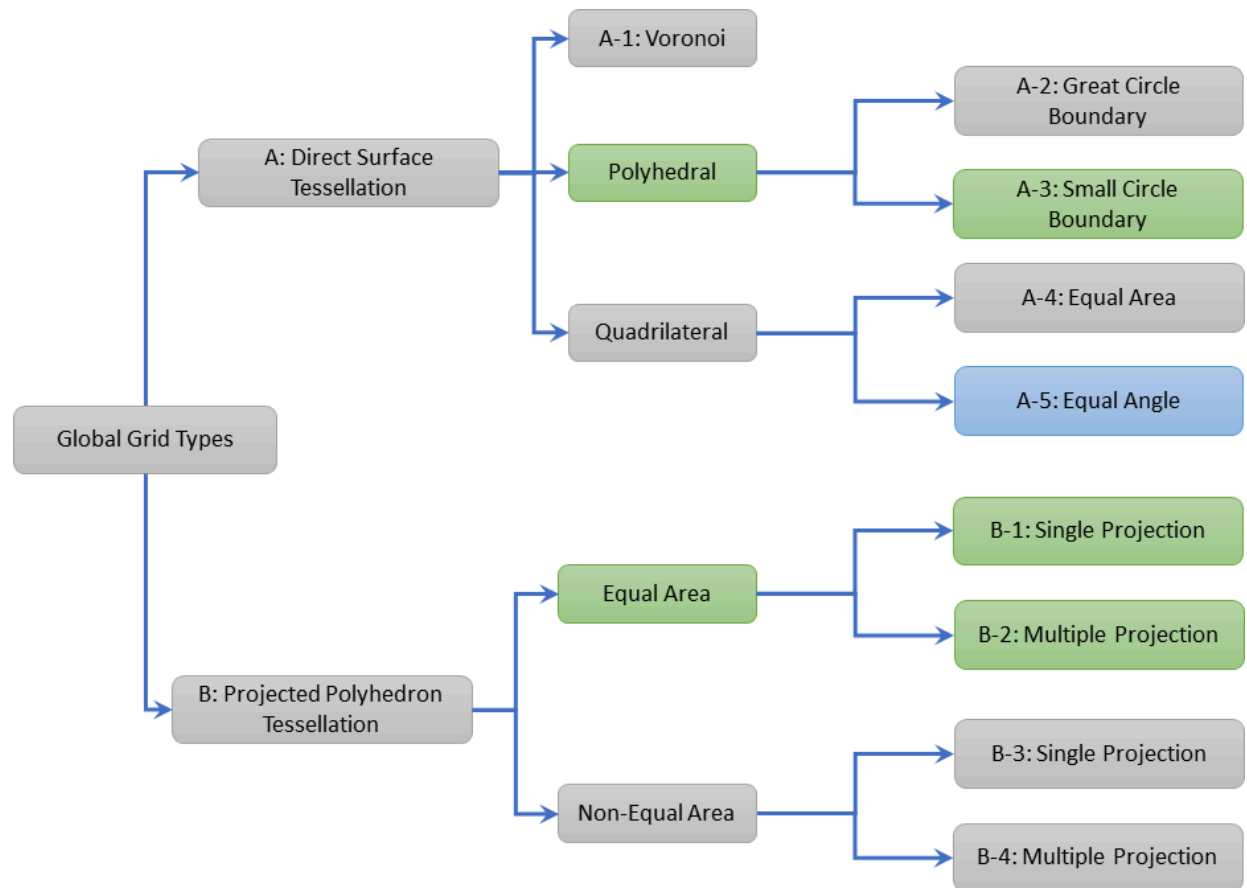 A-1: Voronoi
A-2: Great Circle
Boundary
A: Direct Surface
Tessellation
Polyhedral
A-3: Small Circle
Boundary
A-4: Equal Area
Quadrilateral
A-5: Equal Angle
Global Grid Types
B-1: Single Projection
Equal Area
B-2: Multiple Projection
B: Projected Polyhedron
Tessellation
B-3: Single Projection
Non-Equal Area
B-4: Multiple Projection